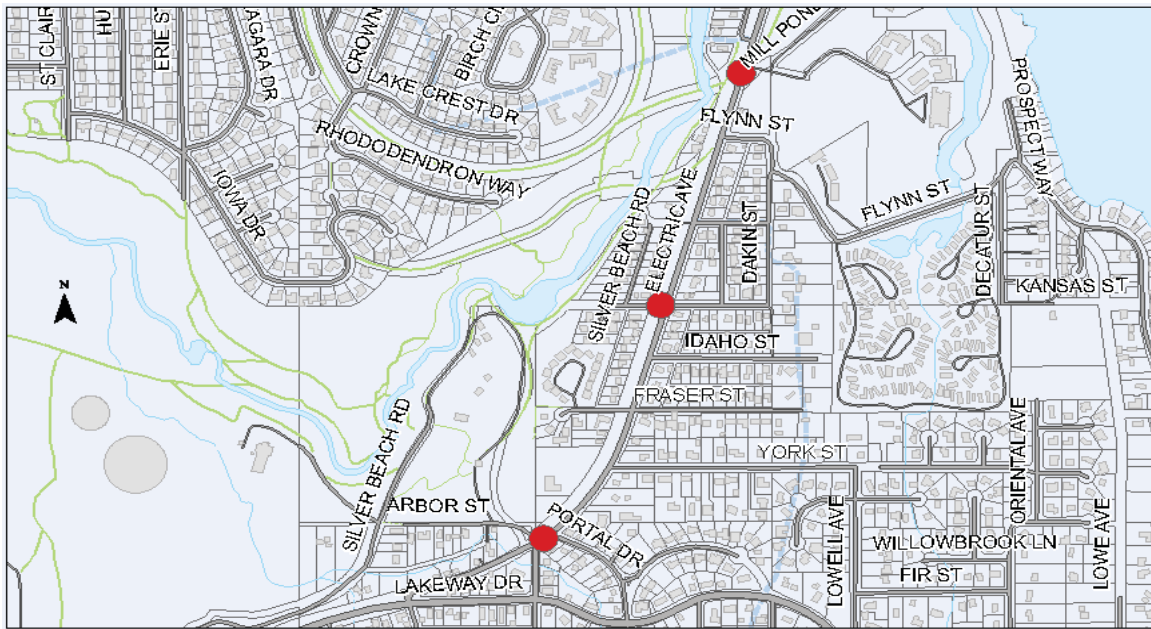 ST CLAIR
HU
ERIE ST
AGARA DR
CROWN
BIRCH CI
MILL POND
LAKE CREST DR
FLYNN ST
PROSPECT WAY
RHODODENDRON WAY
IOWA DR
SILVER BEACH RD
ELECTRIC AVE
DAKIN ST
FLYNN ST
DECATUR ST
KANSAS ST
N
IDAHO ST
FRASER ST
SILVER BEACH RD
YORK ST
ORIENTAL AVE
ARBOR ST
PORTAL DR
LOWELL AVE
WILLOWBROOK LN
LOWE AVE
LAKEWAY DR
FIR ST